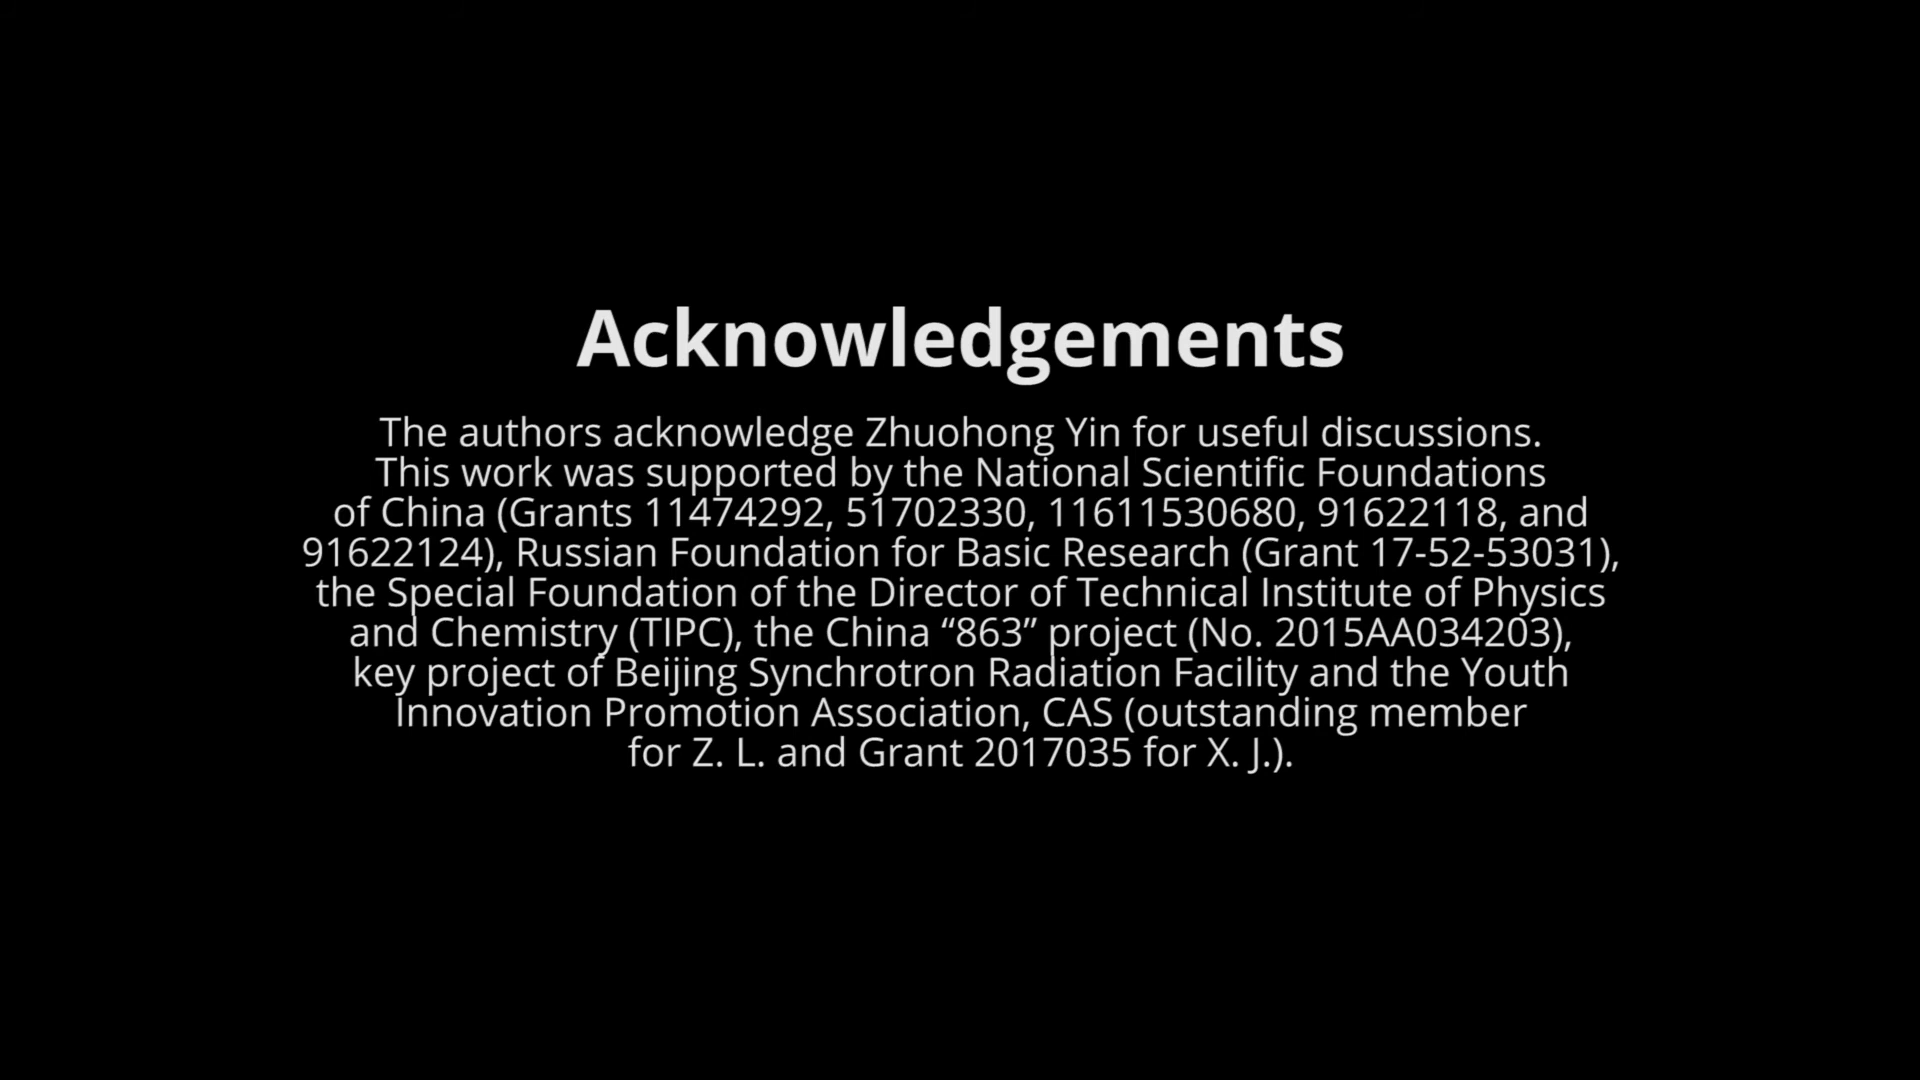 Acknowledgements
The authors acknowledge Zhuohong Yin for useful discussions.
This work was supported by the National Scientific Foundations
of China (Grants 11474292, 51702330, 11611530680, 91622118, and
91622124), Russian Foundation for Basic Research (Grant 17-52-53031),
the Special Foundation of the Director of Technical Institute of Physics
and Chemistry (TIPC), the China “863” project (No. 2015AA034203),
key project of Beijing Synchrotron Radiation Facility and the Youth
Innovation Promotion Association, CAS (outstanding member
for Z. L. and Grant 2017035 for X. J.).